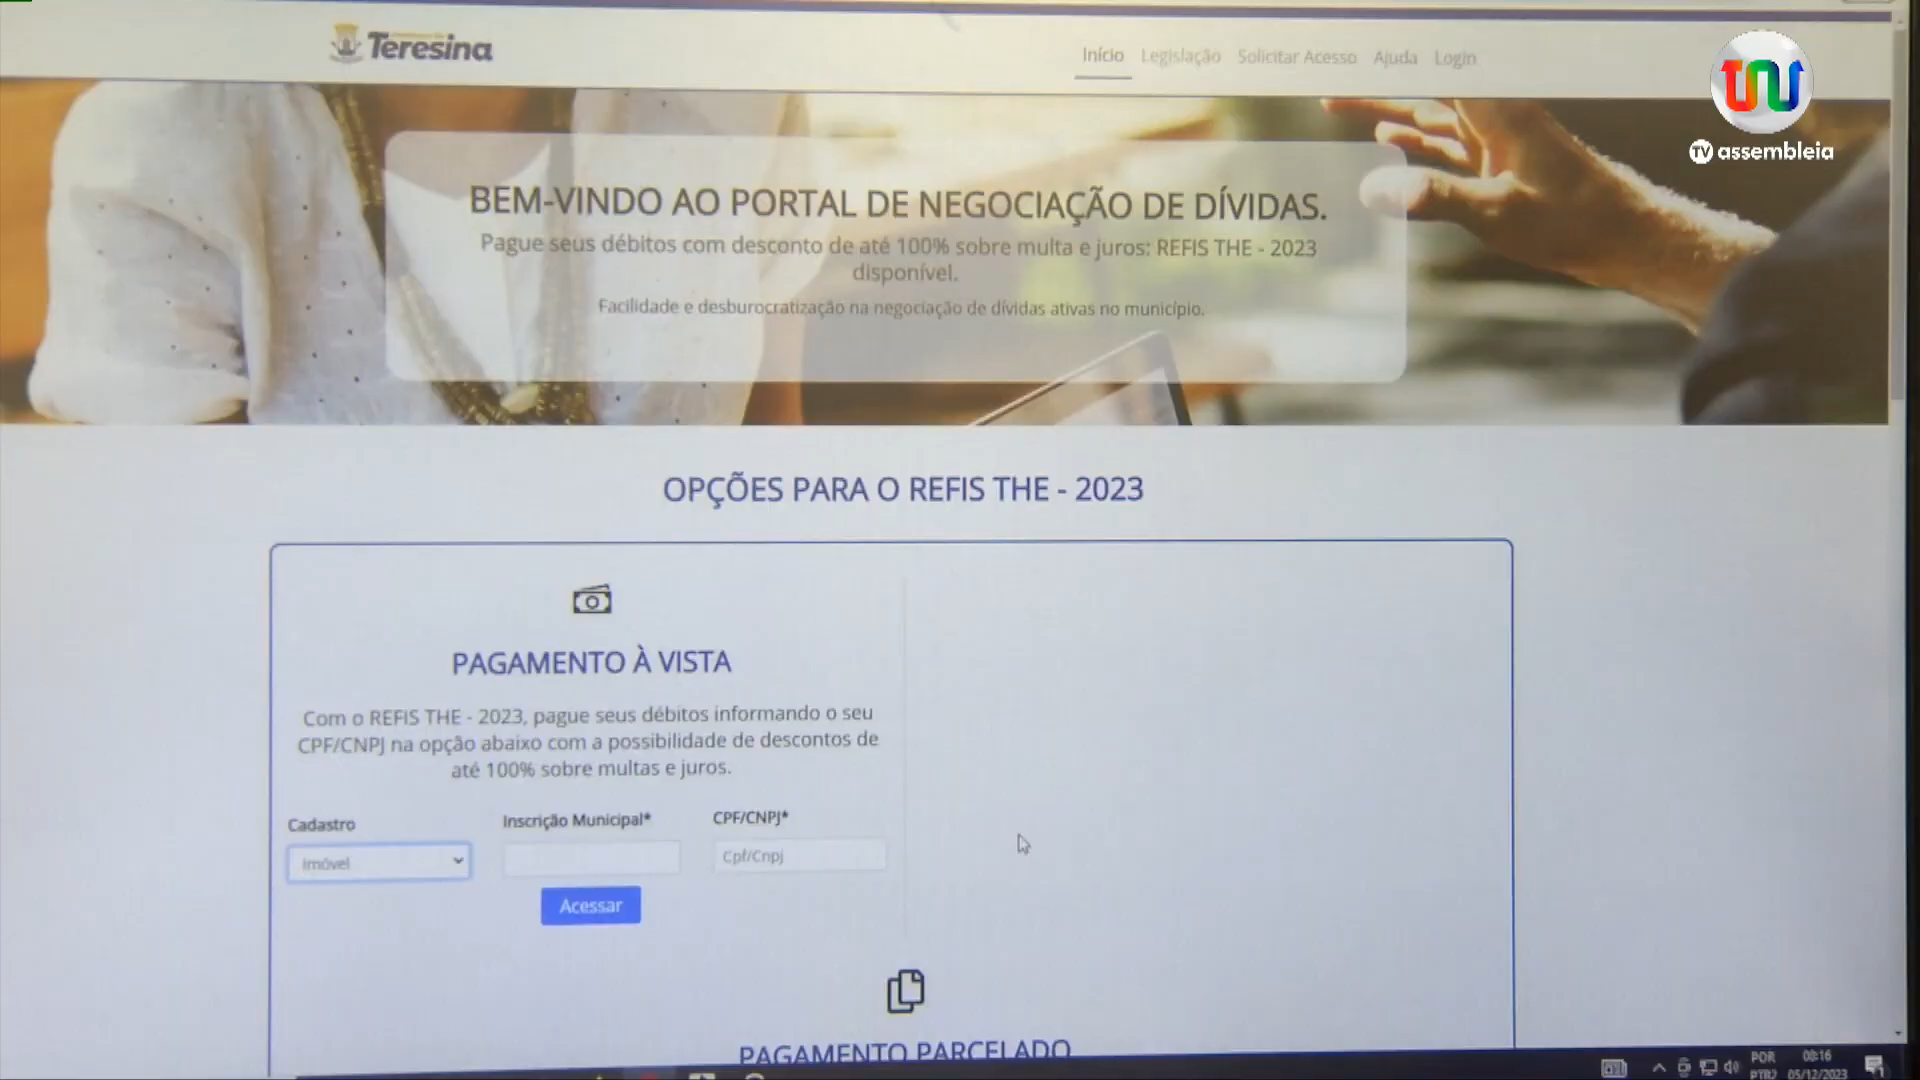 Teresina
Início Legislação Solicitar Acesso Ajuda Login
TV assembleia
BEM-VINDO AO PORTAL DE NEGOCIAÇÃO DE DÍVIDAS.
Pague seus débitos com desconto de até 100% sobre multa e juros: REFIS THE - 2023
disponível.
Facilidade e desburocratização na negociação de dívidas ativas no município.
OPÇÕES PARA O REFIS THE - 2023
PAGAMENTO À VISTA
Com o REFIS THE - 2023, pague seus débitos informando o seu
CPF/CNPJ na opção abaixo com a possibilidade de descontos de
até 100% sobre multas e juros.
Cadastro Inscrição Municipal* CPF/CNPJ*
Imóvel Cpf/Cnpj
Acessar
PAGAMENTO PARCELADO
POR 08:16
PTB2 05/12/2023